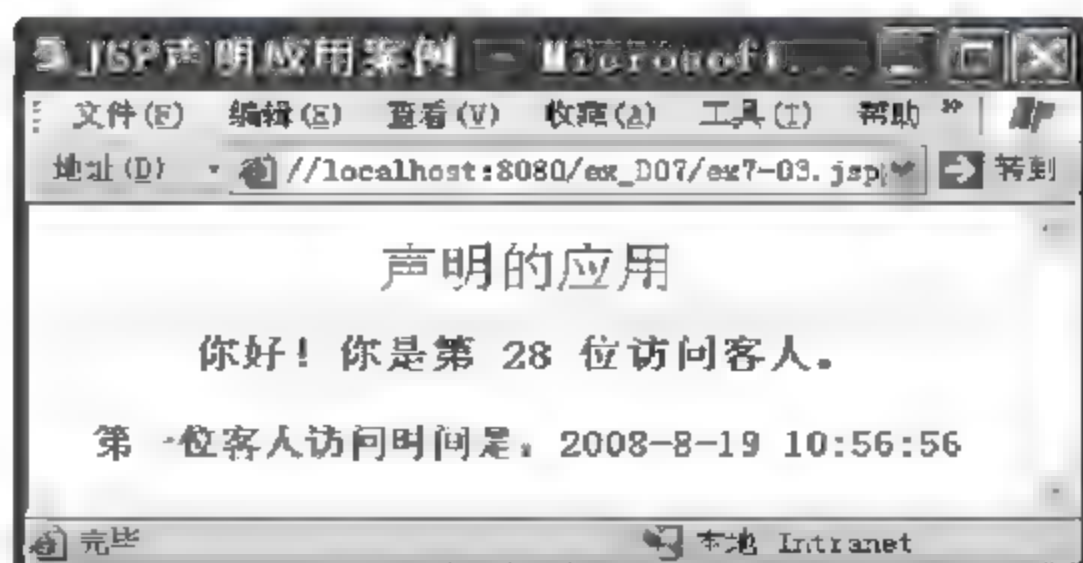 JSP声明应用案例 - Microsoft...
文件(F) 编辑(E) 查看(V) 收藏(A) 工具(T) 帮助 »
地址(D) //localhost:8080/ex_D07/ex7-03.jsp 转到
声明的应用
你好！你是第 28 位访问客人。
第一位客人访问时间是：2008-8-19 10:56:56
完毕 本地 Intranet